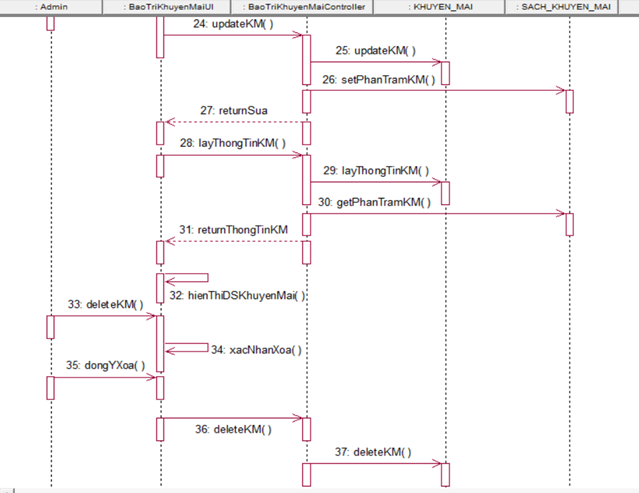 : Admin
: BaoTriKhuyenMaiUI
: BaoTriKhuyenMaiController
: KHUYEN_MAI
: SACH_KHUYEN_MAI
24: updateKM( )
25: updateKM( )
26: setPhanTramKM( )
27: returnSua
28: layThongTinKM( )
29: layThongTinKM( )
30: getPhanTramKM( )
31: returnThongTinKM
32: hienThiDSKhuyenMai( )
33: deleteKM( )
34: xacNhanXoa( )
35: dongYXoa( )
36: deleteKM( )
37: deleteKM( )